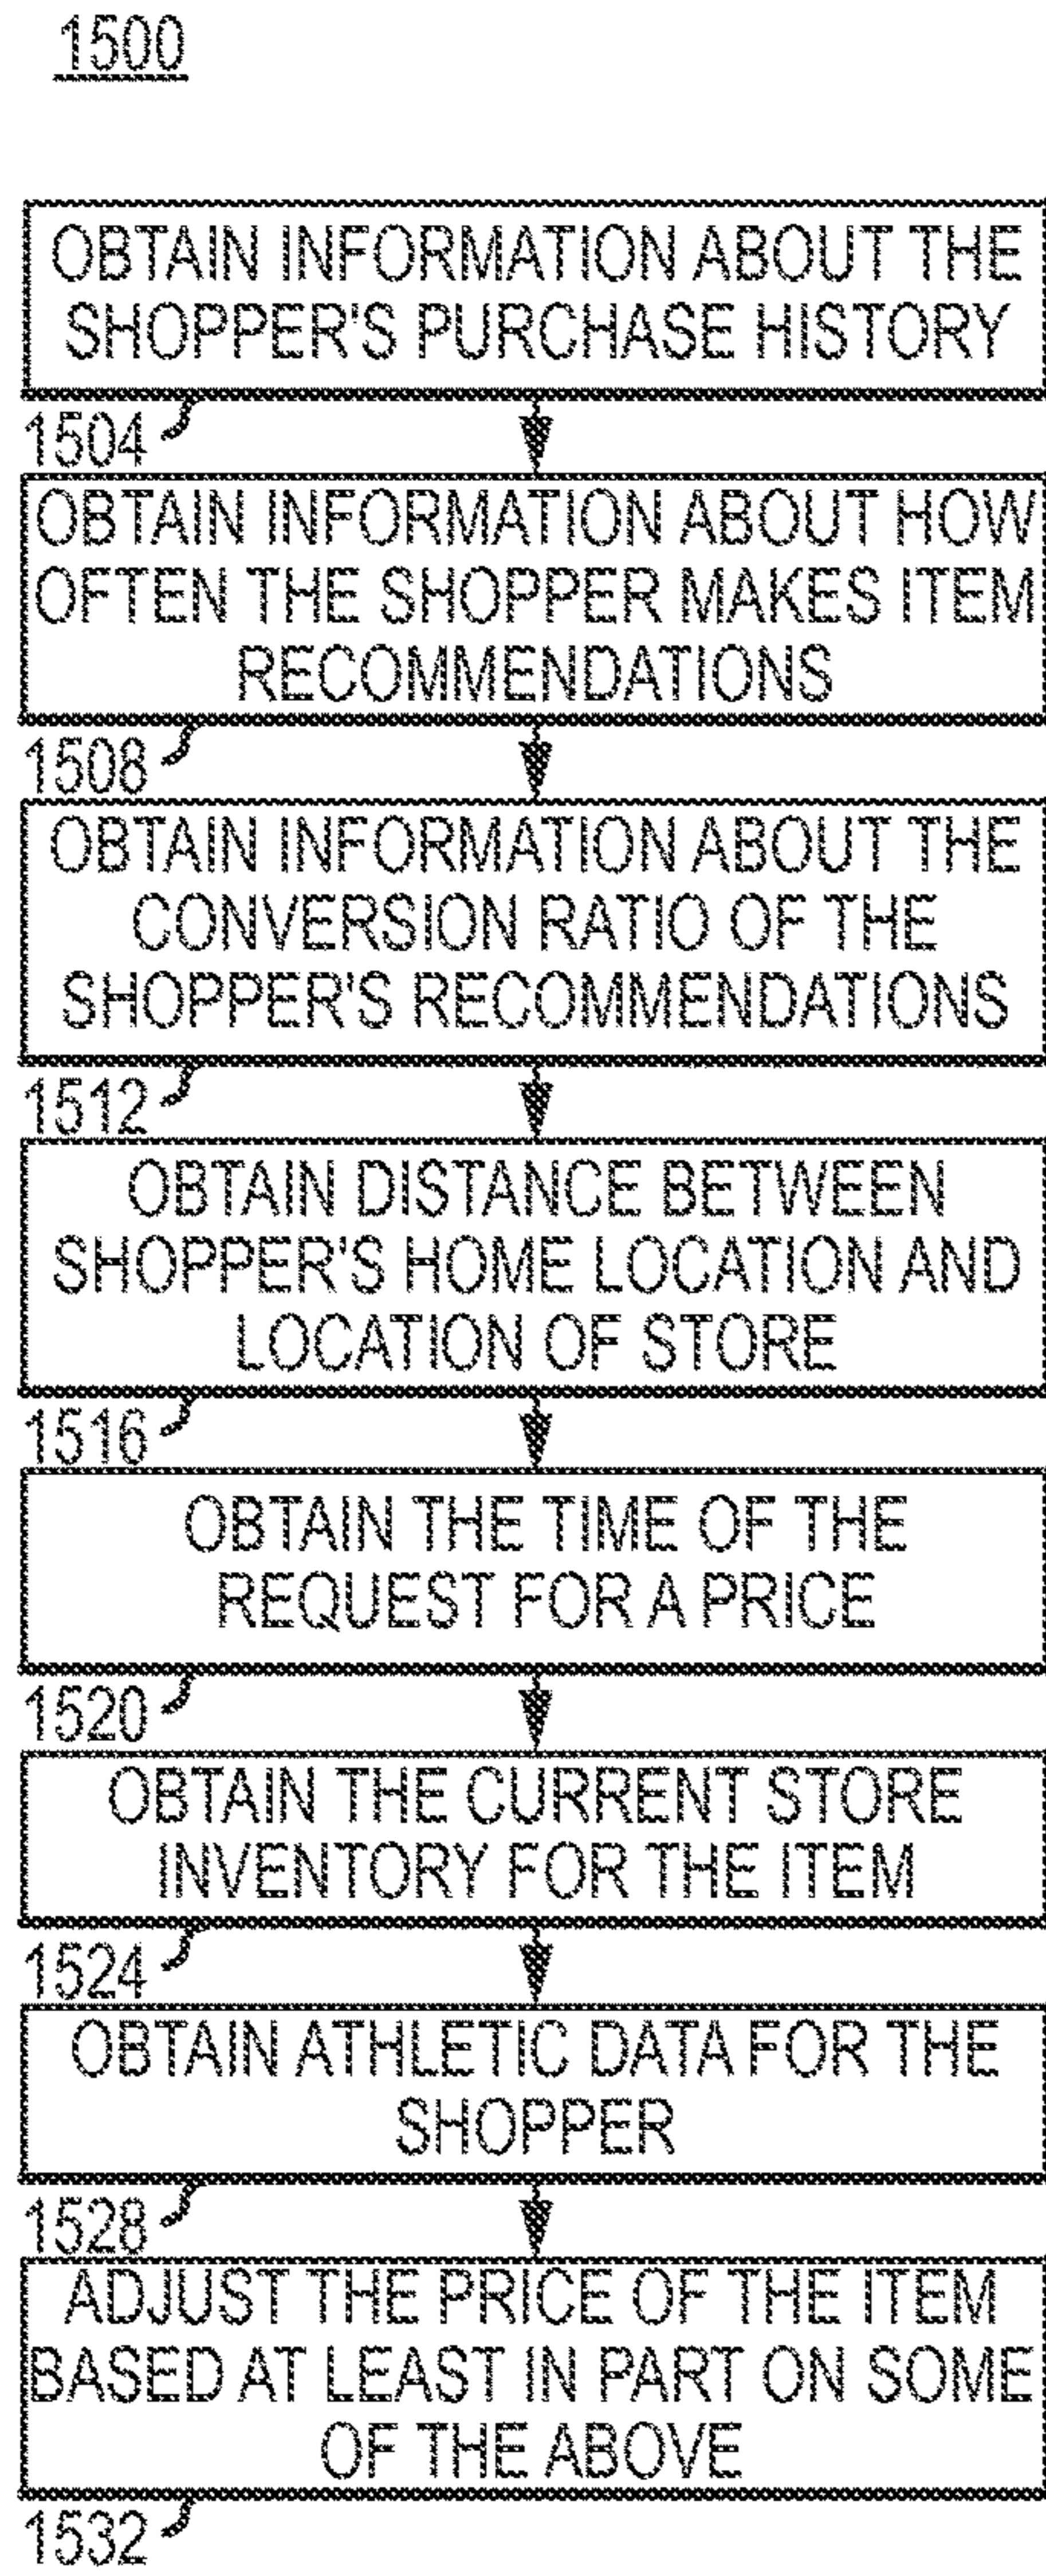 1500
OBTAIN INFORMATION ABOUT THE
SHOPPER'S PURCHASE HISTORY
1504
OBTAIN INFORMATION ABOUT HOW
OFTEN THE SHOPPER MAKES ITEM
RECOMMENDATIONS
1508
OBTAIN INFORMATION ABOUT THE
CONVERSION RATIO OF THE
SHOPPER'S RECOMMENDATIONS
1512
OBTAIN DISTANCE BETWEEN
SHOPPER'S HOME LOCATION AND
LOCATION OF STORE
1516
OBTAIN THE TIME OF THE
REQUEST FOR A PRICE
1520
OBTAIN THE CURRENT STORE
INVENTORY FOR THE ITEM
1524
OBTAIN ATHLETIC DATA FOR THE
SHOPPER
1528
ADJUST THE PRICE OF THE ITEM
BASED AT LEAST IN PART ON SOME
OF THE ABOVE
1532